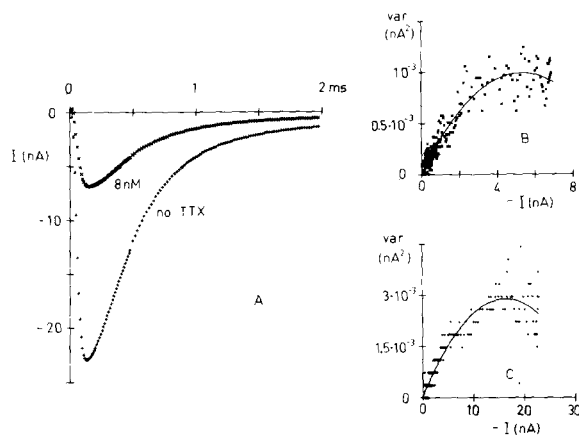 0 1 2 ms
0
I (nA)
-10
-20
8nM
no TTX
A
var
(nA²)
1·10⁻³
0.5·10⁻³
0
0 4 8
- I (nA)
B
var
(nA²)
3·10⁻³
1.5·10⁻³
0
0 10 20 30
- I (nA)
C